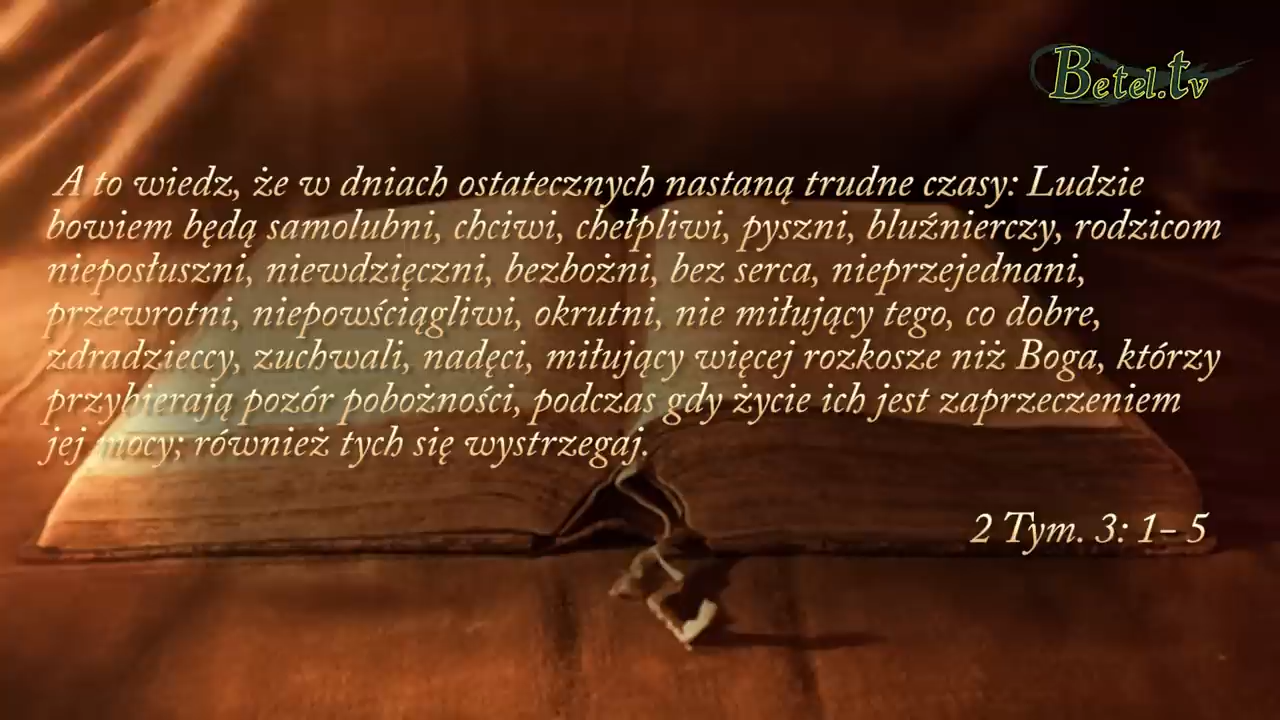 Betel.tv
A to wiedz, że w dniach ostatecznych nastaną trudne czasy: Ludzie
bowiem będą samolubni, chciwi, chełpliwi, pyszni, bluźnierczy, rodzicom
nieposłuszni, niewdzięczni, bezbożni, bez serca, nieprzejednani,
przewrotni, niepowściągliwi, okrutni, nie miłujący tego, co dobre,
zdradzieccy, zuchwali, nadęci, miłujący więcej rozkosze niż Boga, którzy
przybierają pozór pobożności, podczas gdy życie ich jest zaprzeczeniem
jej mocy; również tych się wystrzegaj.
2 Tym. 3: 1– 5